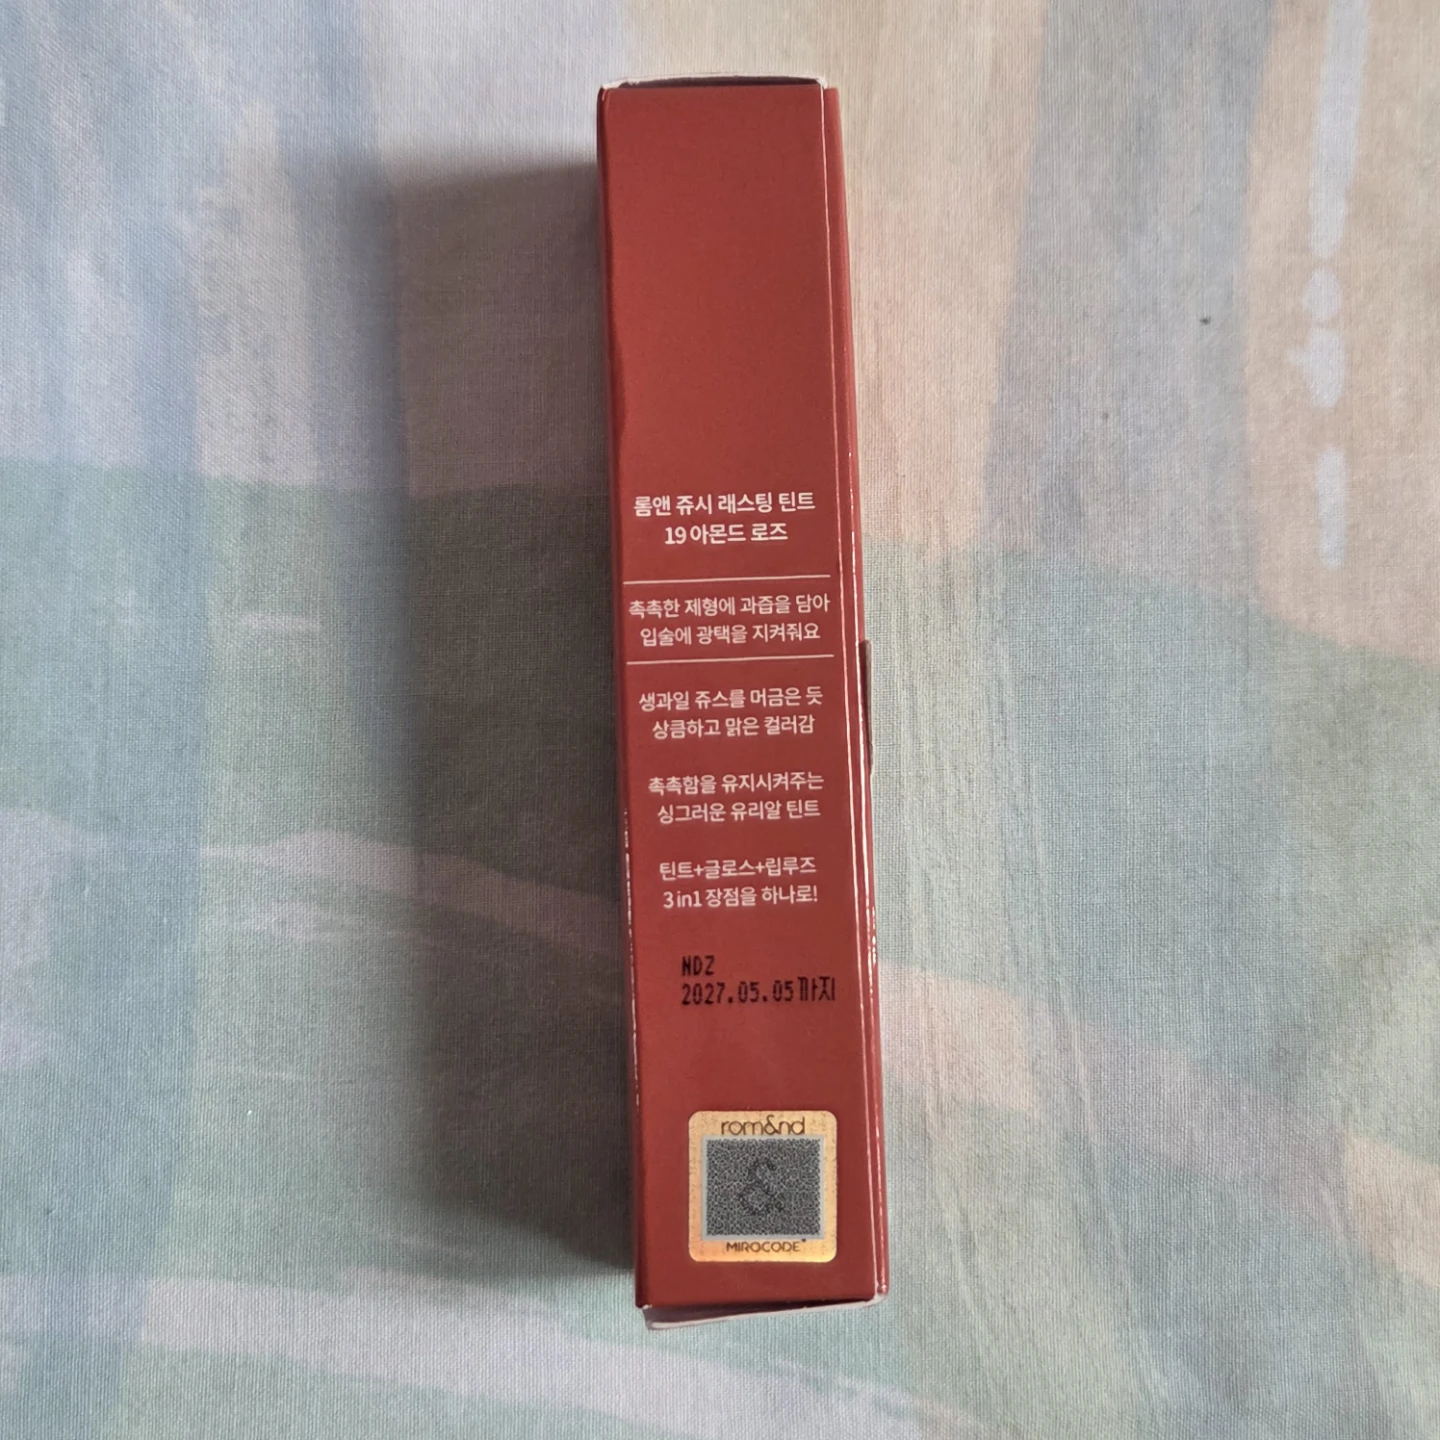 롬앤 쥬시 래스팅 틴트
19 아몬드 로즈
촉촉한 제형에 과즙을 담아
입술에 광택을 지켜줘요
생과일 쥬스를 머금은 듯
상큼하고 맑은 컬러감
촉촉함을 유지시켜주는
싱그러운 유리알 틴트
틴트+글로스+립루즈
3 in1 장점을 하나로!
NDZ
2027.05.05까지
rom&nd
&
MIROCODE